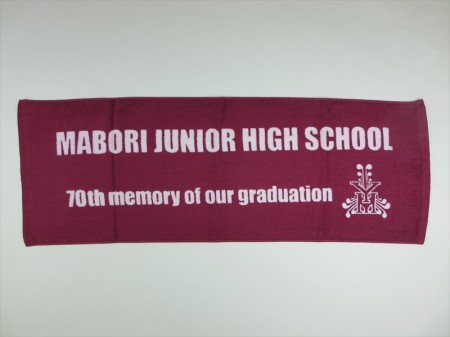 MABORI JUNIOR HIGH SCHOOL
70th memory of our graduation